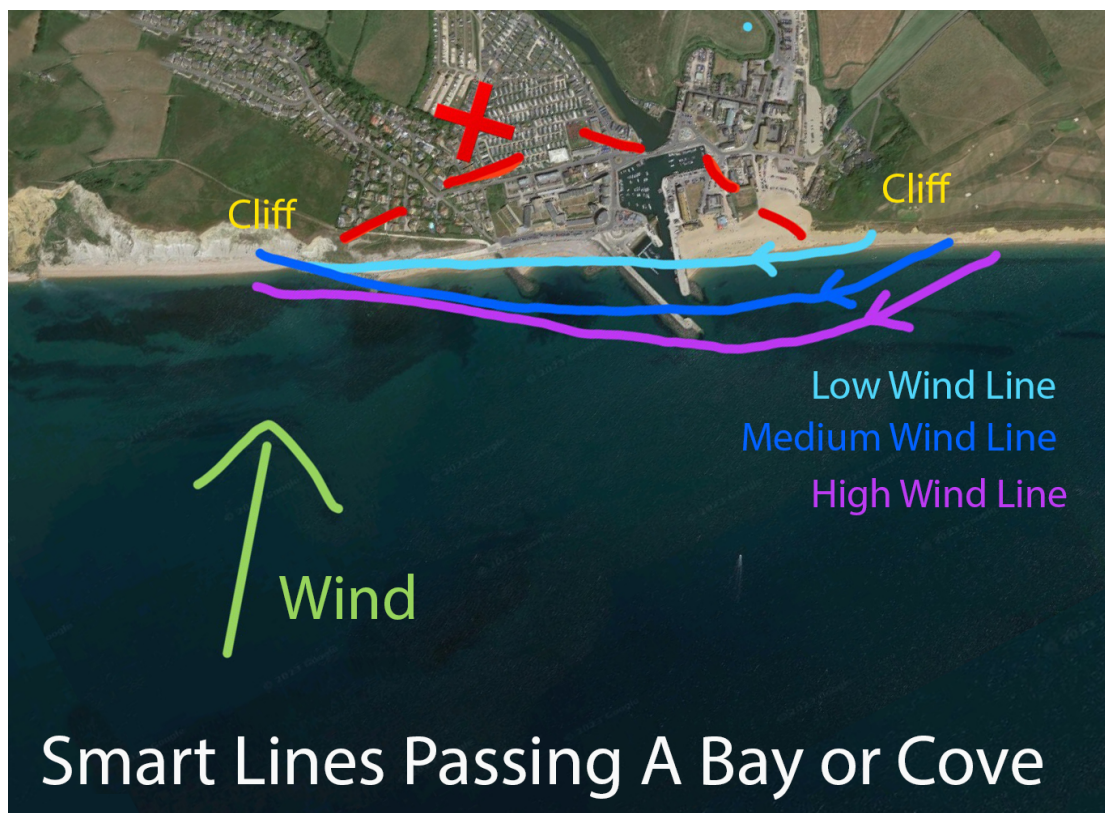 Cliff
Cliff
Low Wind Line
Medium Wind Line
High Wind Line
Wind
Smart Lines Passing A Bay or Cove